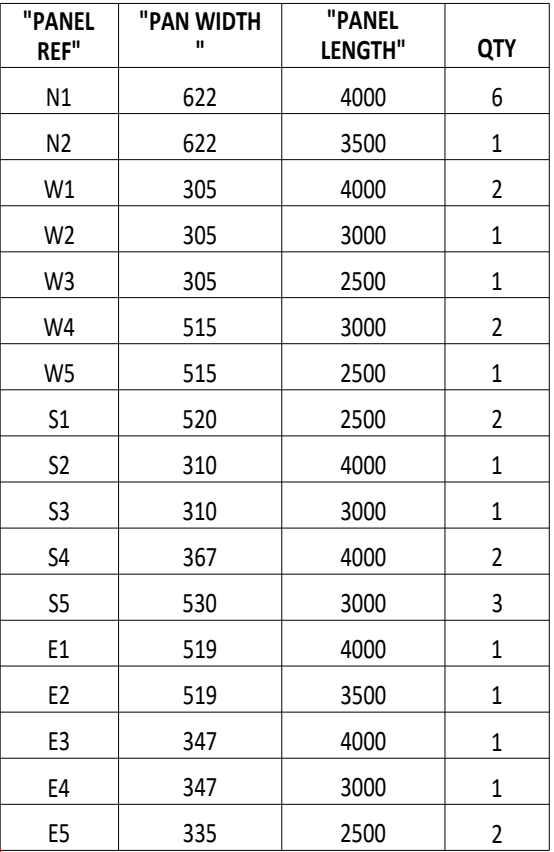 "PANEL REF" "PAN WIDTH " "PANEL LENGTH" QTY
N1 622 4000 6
N2 622 3500 1
W1 305 4000 2
W2 305 3000 1
W3 305 2500 1
W4 515 3000 2
W5 515 2500 1
S1 520 2500 2
S2 310 4000 1
S3 310 3000 1
S4 367 4000 2
S5 530 3000 3
E1 519 4000 1
E2 519 3500 1
E3 347 4000 1
E4 347 3000 1
E5 335 2500 2